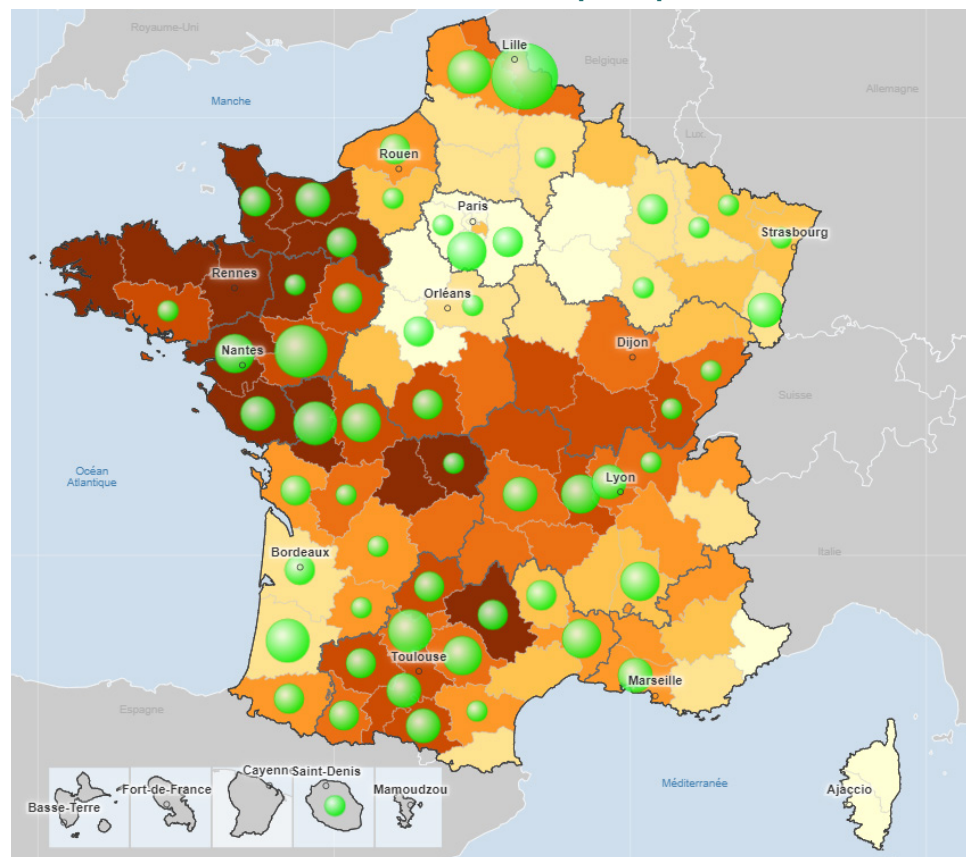 Royaume-Uni
Lille
Belgique
Allemagne
Manche
Lux.
Rouen
Paris
Strasbourg
Rennes
Orléans
Dijon
Nantes
Suisse
Océan
Atlantique
Lyon
Bordeaux
Italie
Toulouse
Marseille
Espagne
Cayenn
Saint-Denis
Méditerranée
Fort-de-France
Mamoudzou
Ajaccio
Basse-Terre